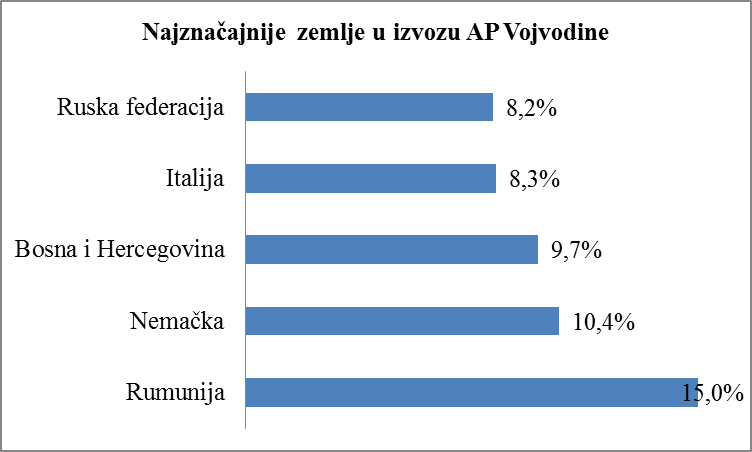 Najznačajnije zemlje u izvozu AP Vojvodine
Ruska federacija 8,2%
Italija 8,3%
Bosna i Hercegovina 9,7%
Nemačka 10,4%
Rumunija 15,0%